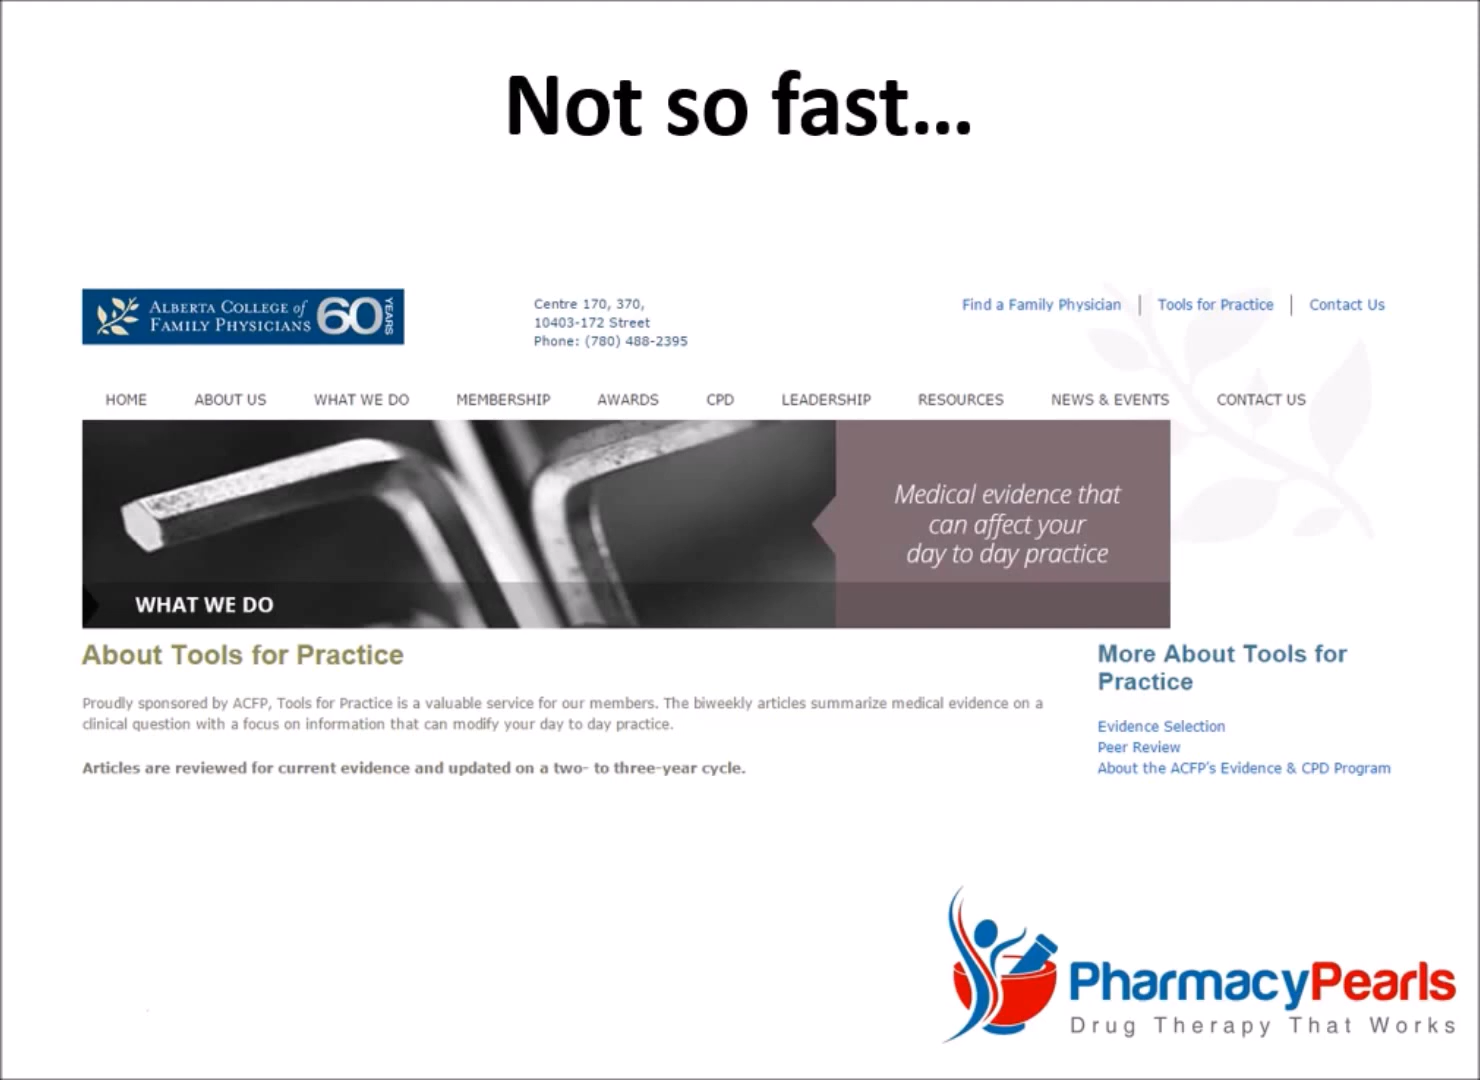 Not so fast...
ALBERTA COLLEGE of
FAMILY PHYSICIANS
60
YEARS
Centre 170, 370,
10403-172 Street
Phone: (780) 488-2395
Find a Family Physician | Tools for Practice | Contact Us
HOME ABOUT US WHAT WE DO MEMBERSHIP AWARDS CPD LEADERSHIP RESOURCES NEWS & EVENTS CONTACT US
Medical evidence that
can affect your
day to day practice
WHAT WE DO
About Tools for Practice
Proudly sponsored by ACFP, Tools for Practice is a valuable service for our members. The biweekly articles summarize medical evidence on a
clinical question with a focus on information that can modify your day to day practice.
Articles are reviewed for current evidence and updated on a two- to three-year cycle.
More About Tools for
Practice
Evidence Selection
Peer Review
About the ACFP's Evidence & CPD Program
PharmacyPearls
Drug Therapy That Works